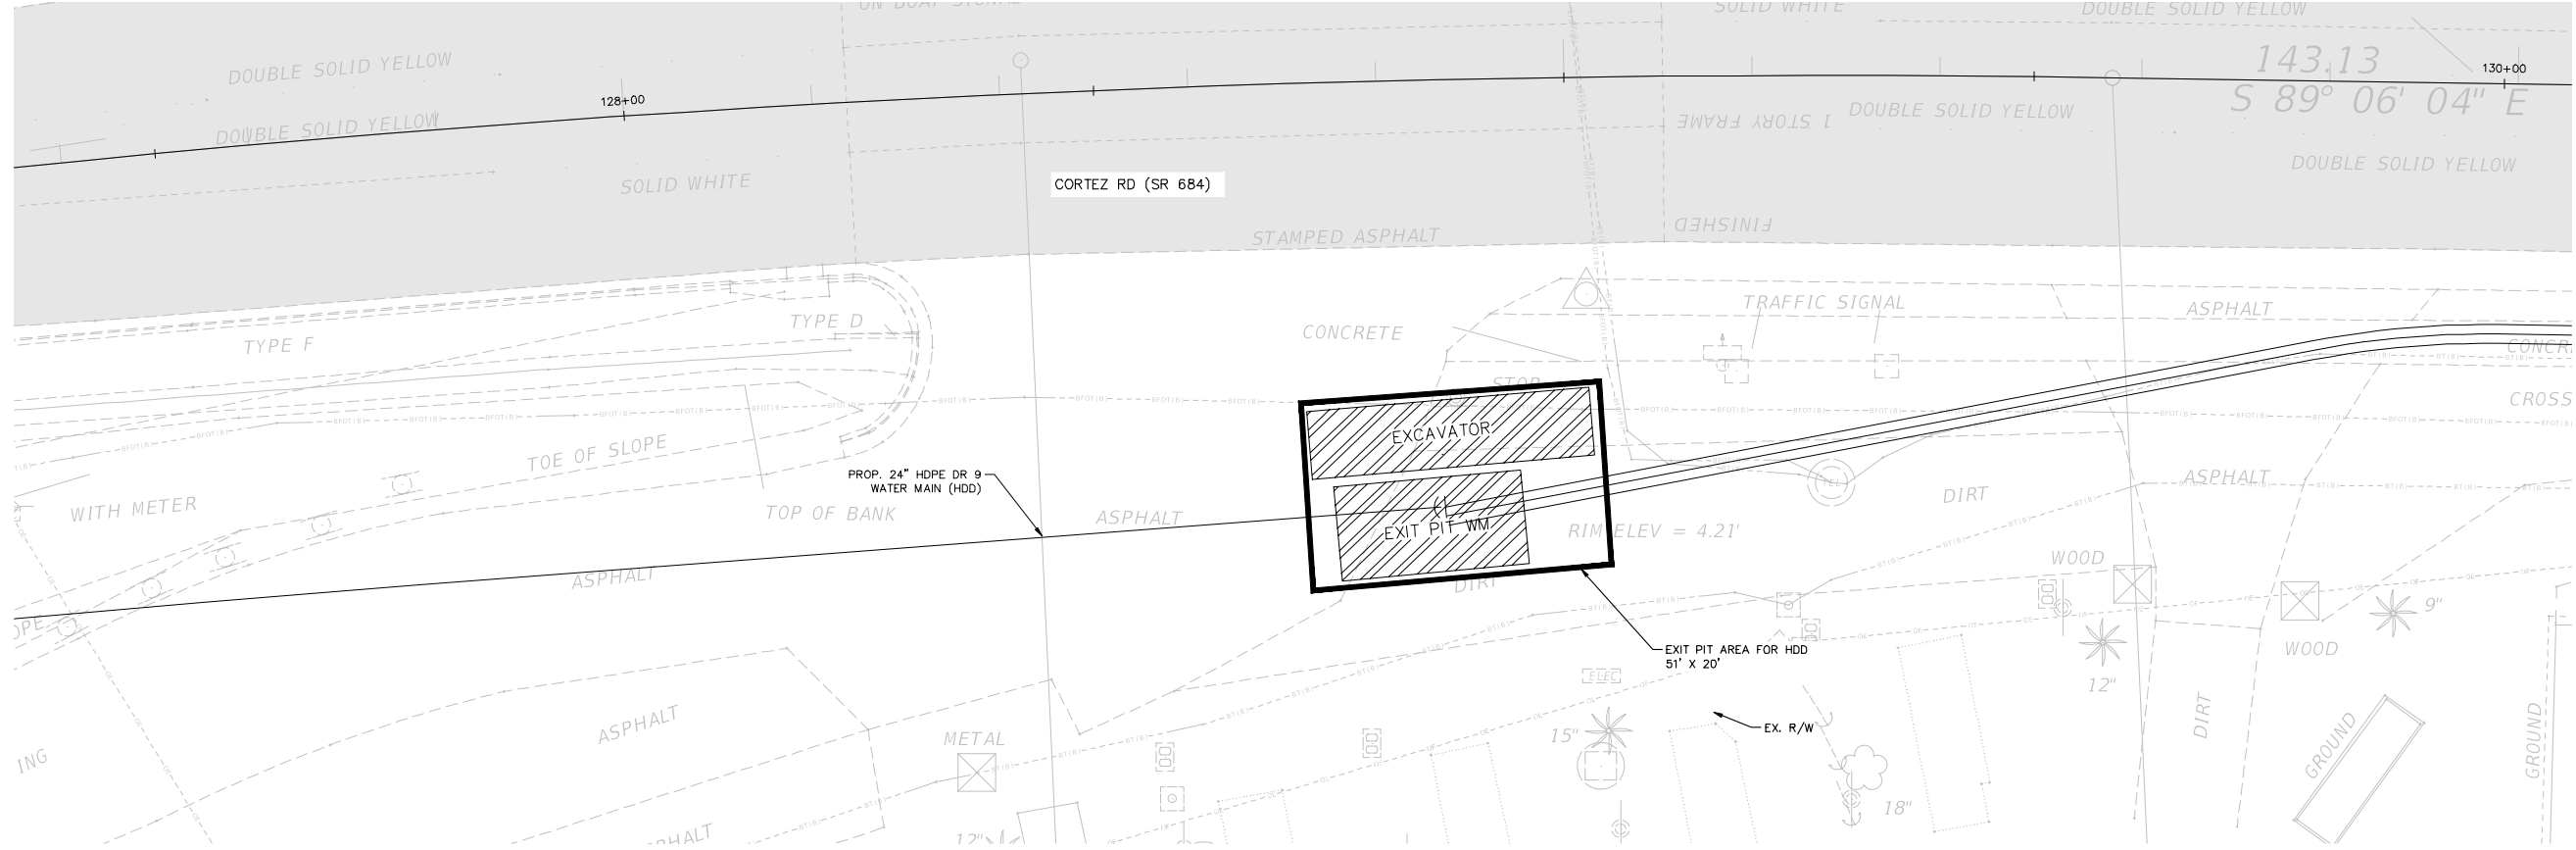 SOLID WHITE
DOUBLE SOLID YELLOW
DOUBLE SOLID YELLOW
143.13
130+00
128+00
S 89° 06' 04" E
DOUBLE SOLID YELLOW
1 STORY FRAME
DOUBLE SOLID YELLOW
DOUBLE SOLID YELLOW
SOLID WHITE
CORTEZ RD (SR 684)
FINISHED
STAMPED ASPHALT
TRAFFIC SIGNAL
ASPHALT
TYPE D
CONCRETE
TYPE F
STOP
CROSS
BFOT(B)
EXCAVATOR
TOE OF SLOPE
PROP. 24" HDPE DR 9
WATER MAIN (HDD)
ASPHALT
TEL
DIRT
WITH METER
TOP OF BANK
ASPHALT
EXIT PIT WM
RIM ELEV = 4.21'
WOOD
ASPHALT
DIRT
BT(B)
OE
9"
EXIT PIT AREA FOR HDD
51' X 20'
WOOD
ELEC
12"
ASPHALT
DIRT
EX. R/W
15"
METAL
GROUND
GROUND
ING
18"
12"